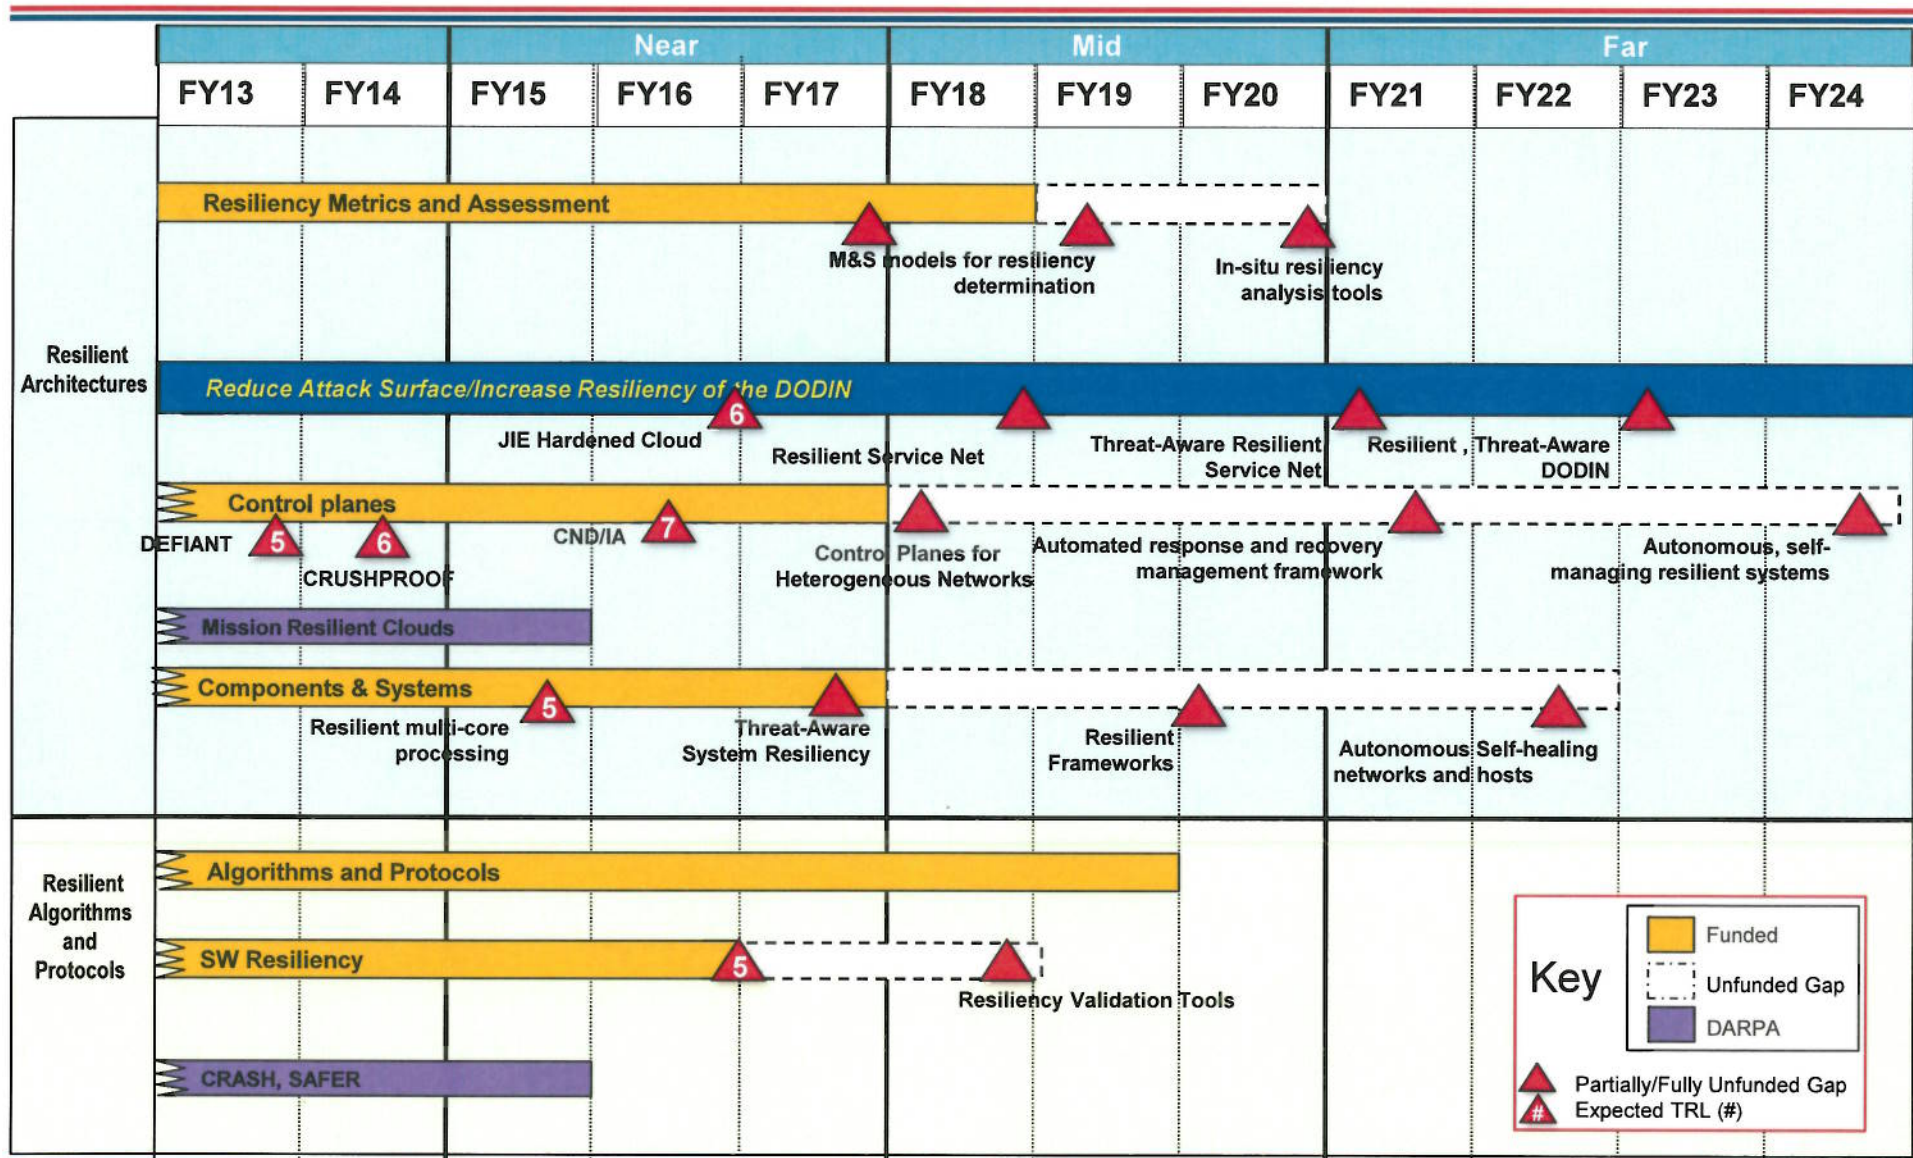 Near Mid Far
FY13 FY14 FY15 FY16 FY17 FY18 FY19 FY20 FY21 FY22 FY23 FY24
Resilient
Architectures
Resiliency Metrics and Assessment
M&S models for resiliency
determination
In-situ resiliency
analysis tools
Reduce Attack Surface/Increase Resiliency of the DODIN
6
JIE Hardened Cloud
Resilient Service Net
Threat-Aware Resilient
Service Net
Resilient , Threat-Aware
DODIN
Control planes
DEFIANT
5
6
CRUSHPROOF
CND/IA
7
Control Planes for
Heterogeneous Networks
Automated response and recovery
management framework
Autonomous, self-
managing resilient systems
Mission Resilient Clouds
Components & Systems
5
Resilient multi-core
processing
Threat-Aware
System Resiliency
Resilient
Frameworks
Autonomous Self-healing
networks and hosts
Resilient
Algorithms
and
Protocols
Algorithms and Protocols
SW Resiliency
5
Resiliency Validation Tools
CRASH, SAFER
Key
Funded
Unfunded Gap
DARPA
Partially/Fully Unfunded Gap
# Expected TRL (#)